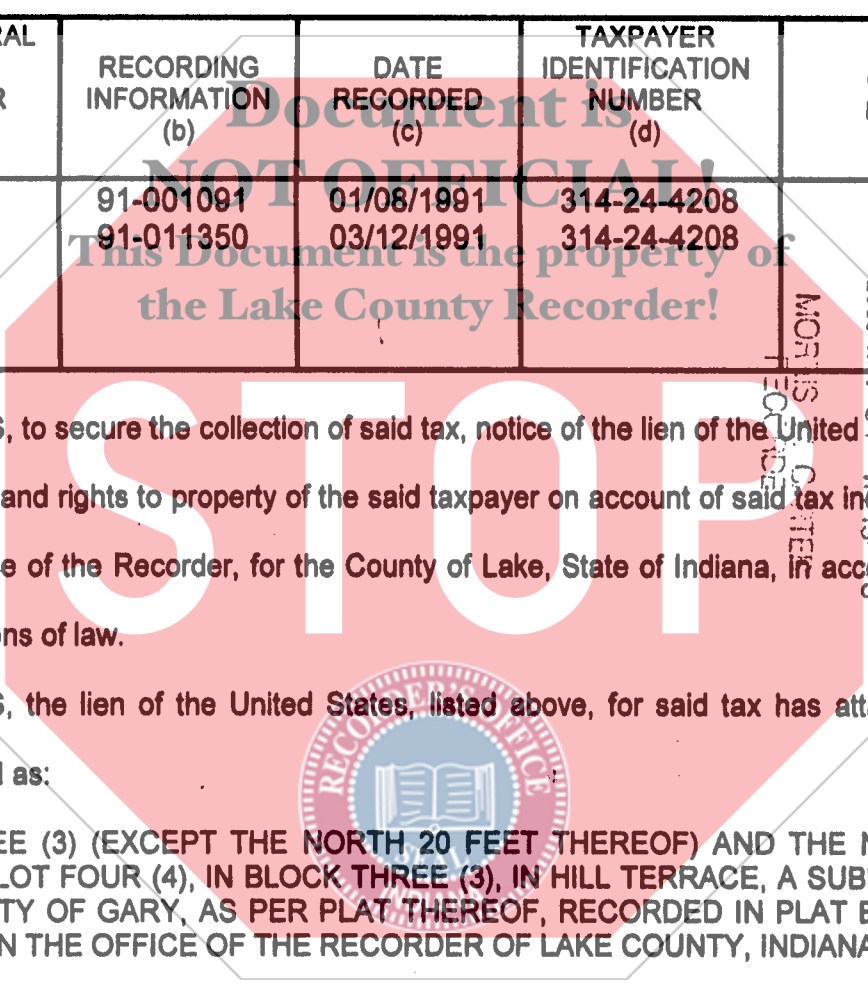 RAL
R
RECORDING
INFORMATION
(b)
DATE
RECORDED
(c)
TAXPAYER
IDENTIFICATION
NUMBER
(d)
91-001091 01/08/1991 314-24-4208
91-011350 03/12/1991 314-24-4208
Document is
NOT OFFICIAL!
This Document is the property of
the Lake County Recorder!
STOP
S, to secure the collection of said tax, notice of the lien of the United
and rights to property of the said taxpayer on account of said tax in
e of the Recorder, for the County of Lake, State of Indiana, in acc
ns of law.
S, the lien of the United States, listed above, for said tax has att
d as:
EE (3) (EXCEPT THE NORTH 20 FEET THEREOF) AND THE N
LOT FOUR (4), IN BLOCK THREE (3), IN HILL TERRACE, A SUB
TY OF GARY, AS PER PLAT THEREOF, RECORDED IN PLAT B
N THE OFFICE OF THE RECORDER OF LAKE COUNTY, INDIANA
RECORDER'S OFFICE
SEAL
INDIANA